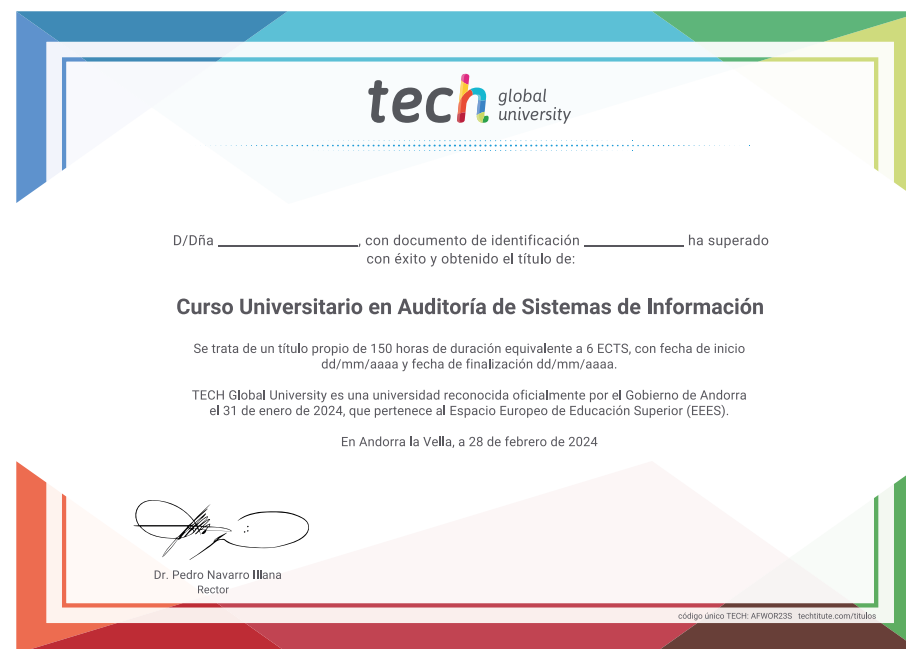 tech global university
D/Dña ____________________, con documento de identificación ______________ ha superado
con éxito y obtenido el título de:
Curso Universitario en Auditoría de Sistemas de Información
Se trata de un título propio de 150 horas de duración equivalente a 6 ECTS, con fecha de inicio
dd/mm/aaaa y fecha de finalización dd/mm/aaaa.
TECH Global University es una universidad reconocida oficialmente por el Gobierno de Andorra
el 31 de enero de 2024, que pertenece al Espacio Europeo de Educación Superior (EEES).
En Andorra la Vella, a 28 de febrero de 2024
Dr. Pedro Navarro Illana
Rector
código único TECH: AFWOR23S techtitute.com/titulos